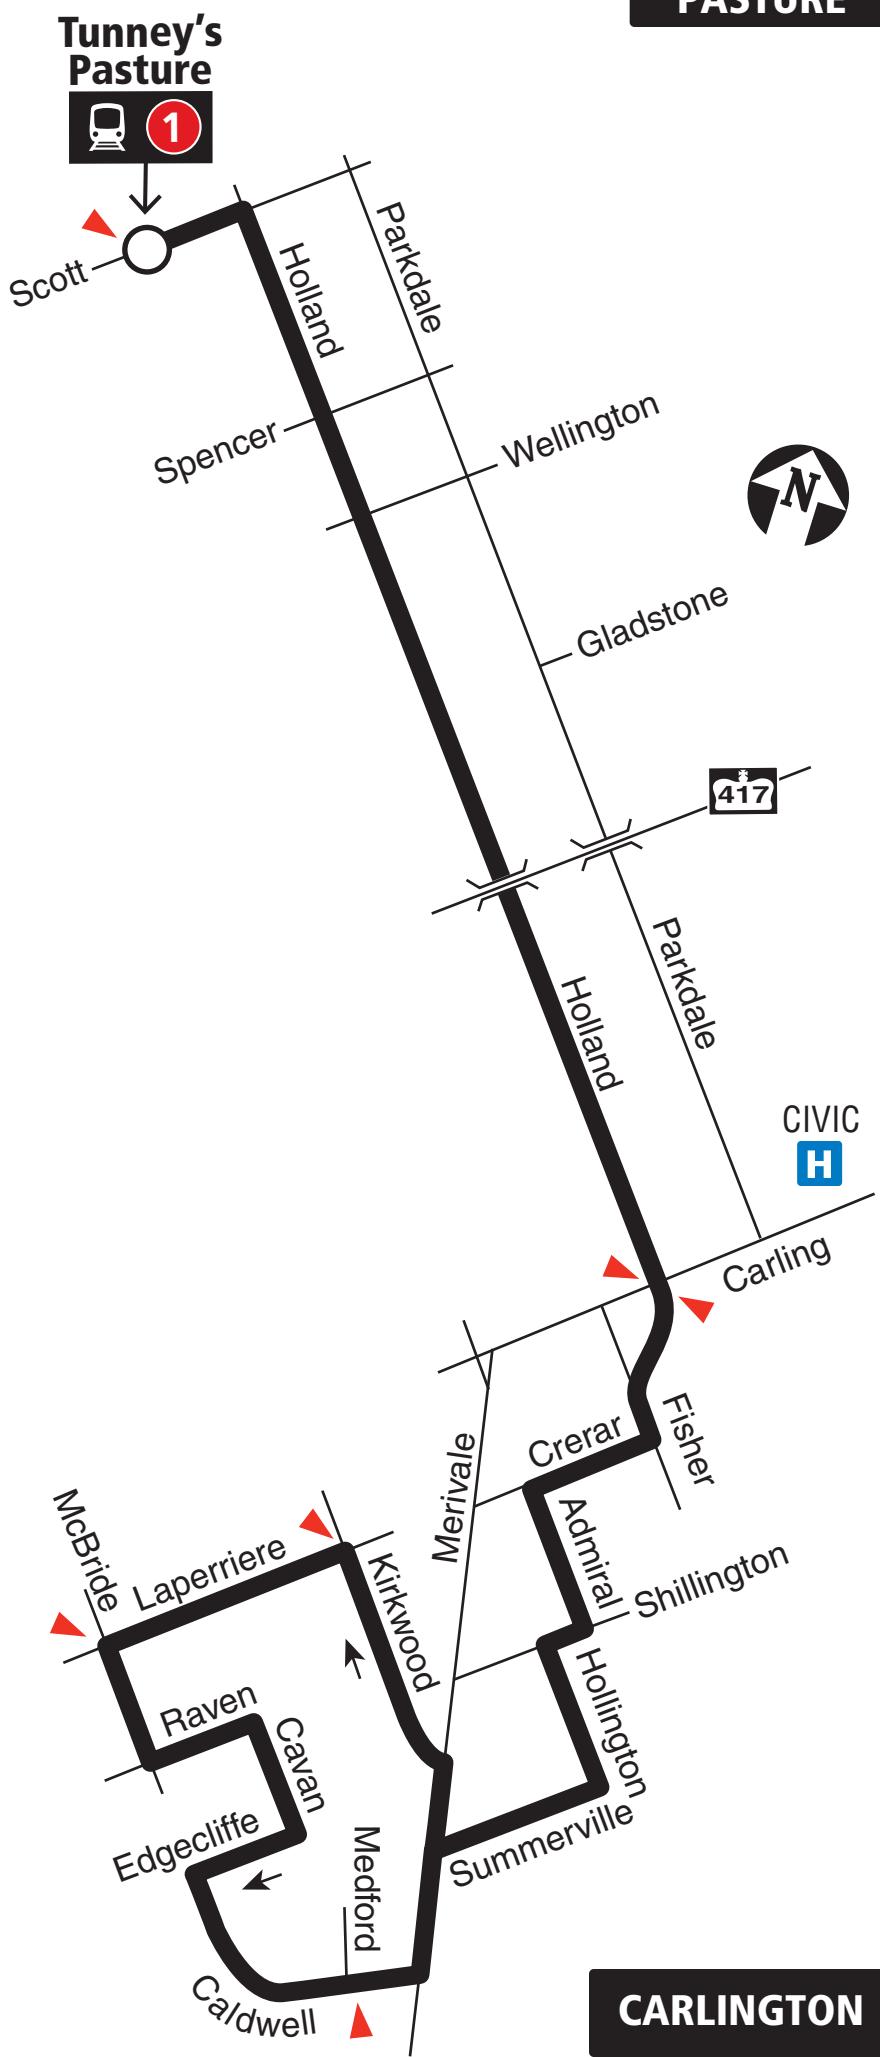 PASTURE
Tunney's
Pasture
1
Scott
Holland
Parkdale
Spencer
Wellington
N
Gladstone
417
Parkdale
Holland
CIVIC
H
Carling
Fisher
Crerar
Merivale
Admiral
Shillington
McBride
Laperriere
Kirkwood
Hollington
Raven
Cavan
Edgecliffe
Medford
Summerville
Caldwell
CARLINGTON